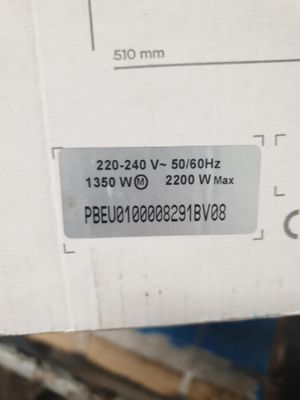 510 mm
220-240 V~ 50/60Hz
1350 W Ⓜ 2200 W Max
PBEU0100008291BV08